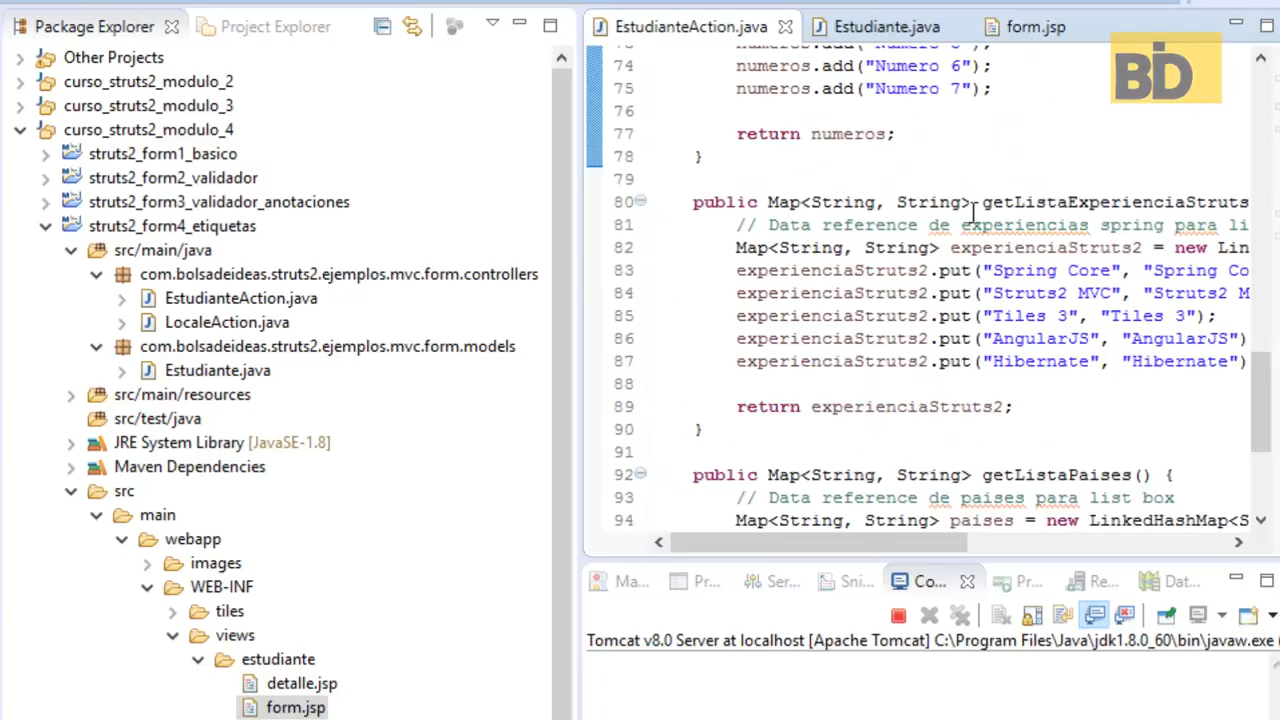 Package Explorer
Project Explorer
Other Projects
curso_struts2_modulo_2
curso_struts2_modulo_3
curso_struts2_modulo_4
struts2_form1_basico
struts2_form2_validador
struts2_form3_validador_anotaciones
struts2_form4_etiquetas
src/main/java
com.bolsadeideas.struts2.ejemplos.mvc.form.controllers
EstudianteAction.java
LocaleAction.java
com.bolsadeideas.struts2.ejemplos.mvc.form.models
Estudiante.java
src/main/resources
src/test/java
JRE System Library [JavaSE-1.8]
Maven Dependencies
src
main
webapp
images
WEB-INF
tiles
views
estudiante
detalle.jsp
form.jsp
EstudianteAction.java
Estudiante.java
form.jsp
BD
74 numeros.add("Numero 6");
75 numeros.add("Numero 7");
76
77 return numeros;
78 }
79
80 public Map<String, String> getListaExperienciaStruts
81 // Data reference de experiencias spring para li
82 Map<String, String> experienciaStruts2 = new Lin
83 experienciaStruts2.put("Spring Core", "Spring Co
84 experienciaStruts2.put("Struts2 MVC", "Struts2 M
85 experienciaStruts2.put("Tiles 3", "Tiles 3");
86 experienciaStruts2.put("AngularJS", "AngularJS")
87 experienciaStruts2.put("Hibernate", "Hibernate")
88
89 return experienciaStruts2;
90 }
91
92 public Map<String, String> getListaPaises() {
93 // Data reference de paises para list box
94 Map<String, String> paises = new LinkedHashMap<S
Ma... Pr... Ser... Sni... Co... Pr... Re... Dat...
Tomcat v8.0 Server at localhost [Apache Tomcat] C:\Program Files\Java\jdk1.8.0_60\bin\javaw.exe (